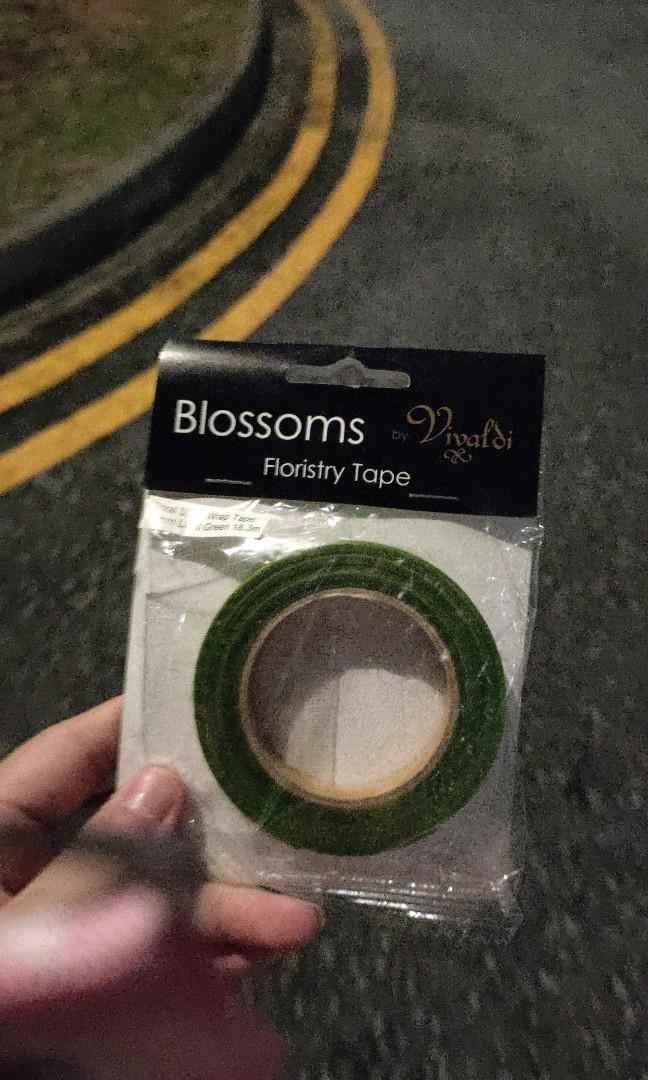 Blossoms by Vivaldi
Floristry Tape
Wrap Tape
Green 18.3m